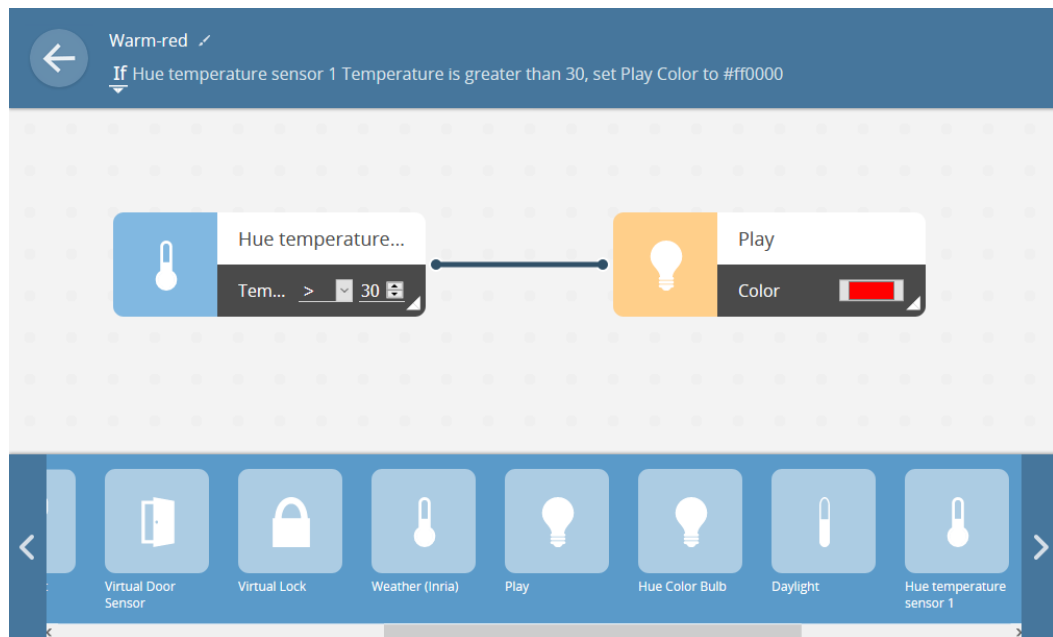 Warm-red
If Hue temperature sensor 1 Temperature is greater than 30, set Play Color to #ff0000
Hue temperature...
Tem... > 30
Play
Color
Virtual Door
Sensor
Virtual Lock
Weather (Inria)
Play
Hue Color Bulb
Daylight
Hue temperature
sensor 1